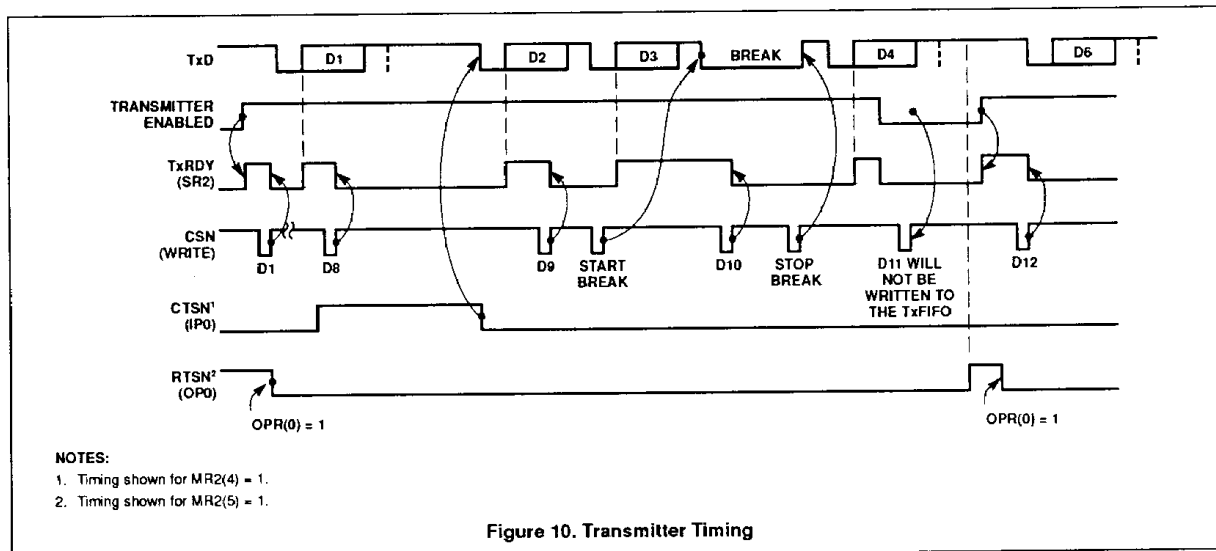 TxD
D1
D2
D3
BREAK
D4
D6
TRANSMITTER
ENABLED
TxRDY
(SR2)
CSN
(WRITE)
D1
D8
D9
START
BREAK
D10
STOP
BREAK
D11 WILL
NOT BE
WRITTEN TO
THE TxFIFO
D12
CTSN¹
(IP0)
RTSN²
(OP0)
OPR(0) = 1
OPR(0) = 1
NOTES:
1. Timing shown for MR2(4) = 1.
2. Timing shown for MR2(5) = 1.
Figure 10. Transmitter Timing